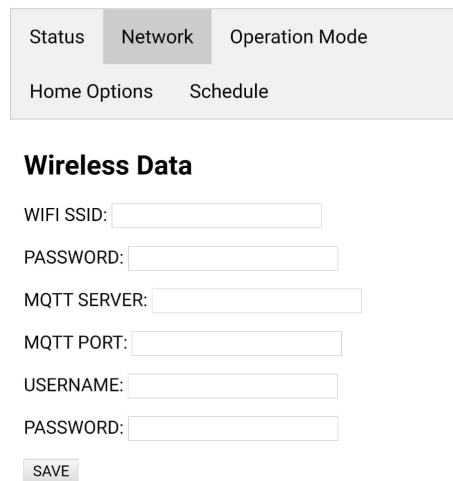 Status Network Operation Mode
Home Options Schedule
Wireless Data
WIFI SSID:
PASSWORD:
MQTT SERVER:
MQTT PORT:
USERNAME:
PASSWORD:
SAVE